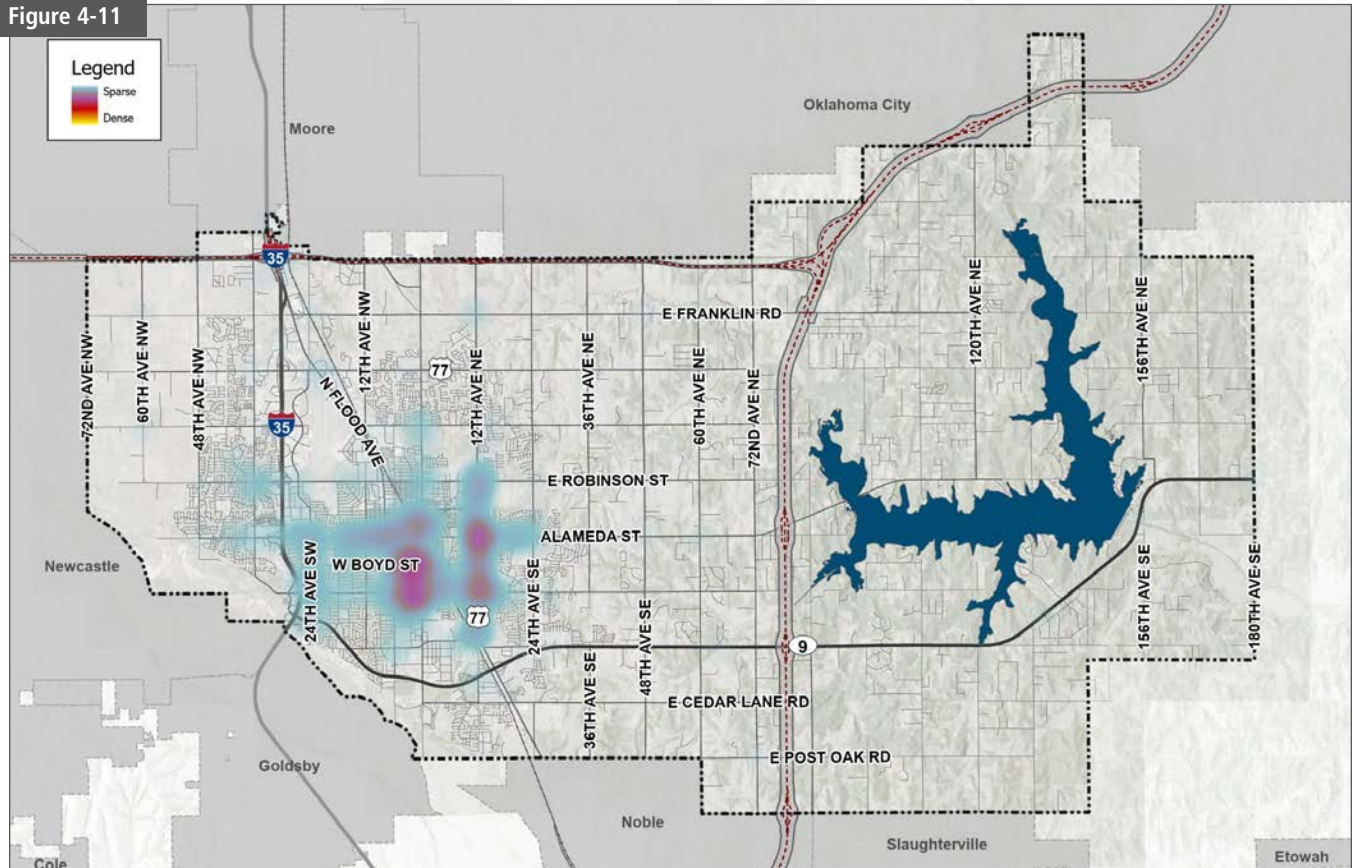 Figure 4-11
Legend
Sparse
Dense
Moore
Oklahoma City
35
E FRANKLIN RD
72ND AVE NW
60TH AVE NW
48TH AVE NW
12TH AVE NW
N FLOOD AVE
77
12TH AVE NE
36TH AVE NE
60TH AVE NE
72ND AVE NE
120TH AVE NE
156TH AVE NE
35
E ROBINSON ST
ALAMEDA ST
W BOYD ST
Newcastle
24TH AVE SW
77
24TH AVE SE
36TH AVE SE
48TH AVE SE
9
156TH AVE SE
180TH AVE SE
E CEDAR LANE RD
E POST OAK RD
Goldsby
Noble
Slaughterville
Etowah
Cole